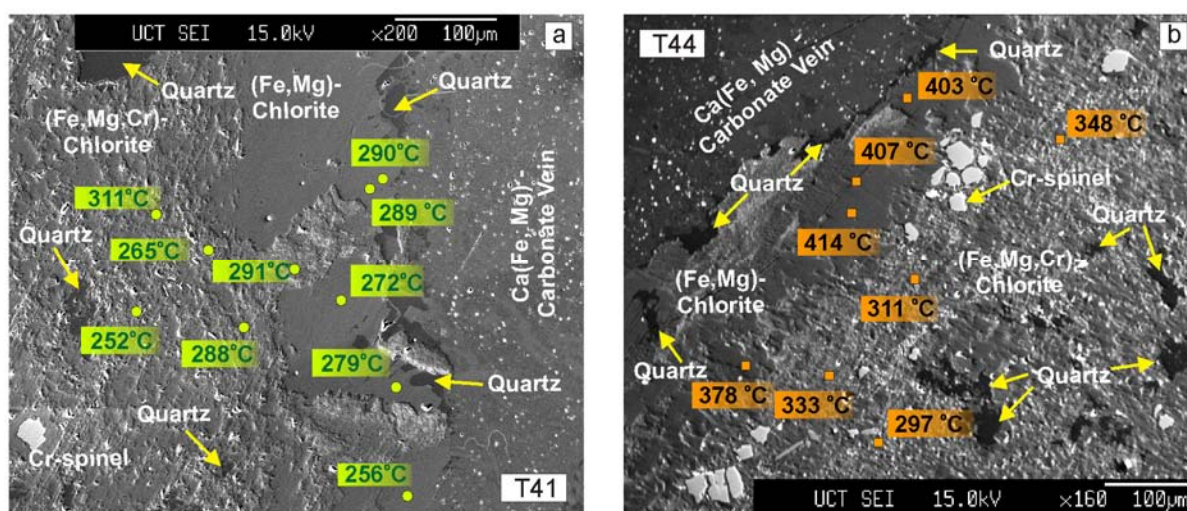 UCT SEI 15.0kV ×200 100µm
a
Quartz
(Fe,Mg)-
Chlorite
Quartz
(Fe,Mg,Cr)-
Chlorite
290°C
311°C
289 °C
Quartz
265°C
291°C
272°C
Ca(Fe, Mg)-
Carbonate Vein
252°C
288°C
279°C
Quartz
Quartz
Cr-spinel
256°C
T41
T44
b
Quartz
Ca(Fe, Mg)-
Carbonate Vein
403 °C
348 °C
407 °C
Quartz
Cr-spinel
Quartz
414 °C
(Fe,Mg)-
Chlorite
(Fe,Mg,Cr)-
Chlorite
311 °C
Quartz
Quartz
378 °C
333 °C
297 °C
UCT SEI 15.0kV ×160 100µm